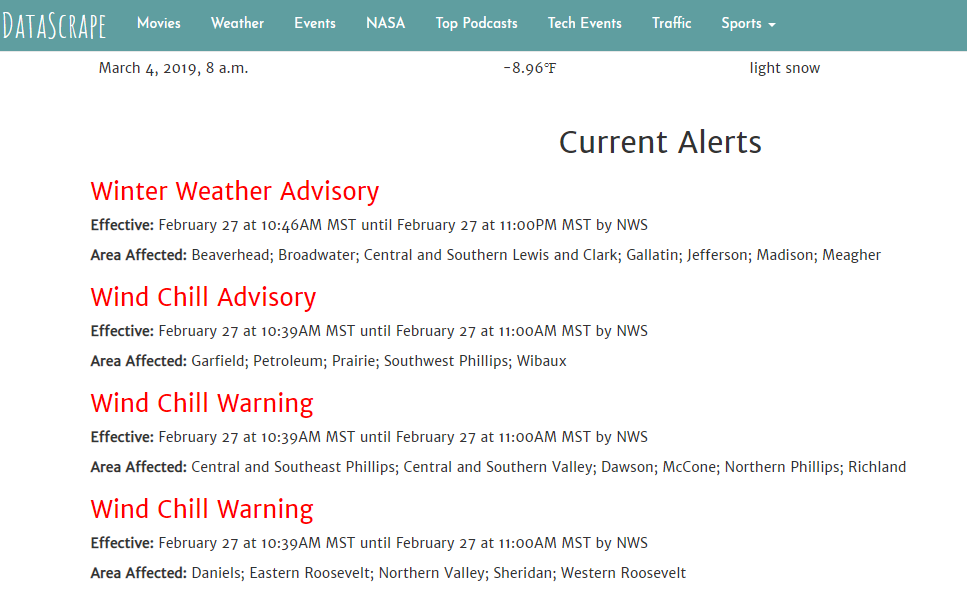 DATASCRAPE Movies Weather Events NASA Top Podcasts Tech Events Traffic Sports
March 4, 2019, 8 a.m. -8.96℉ light snow
Current Alerts
Winter Weather Advisory
Effective: February 27 at 10:46AM MST until February 27 at 11:00PM MST by NWS
Area Affected: Beaverhead; Broadwater; Central and Southern Lewis and Clark; Gallatin; Jefferson; Madison; Meagher
Wind Chill Advisory
Effective: February 27 at 10:39AM MST until February 27 at 11:00AM MST by NWS
Area Affected: Garfield; Petroleum; Prairie; Southwest Phillips; Wibaux
Wind Chill Warning
Effective: February 27 at 10:39AM MST until February 27 at 11:00AM MST by NWS
Area Affected: Central and Southeast Phillips; Central and Southern Valley; Dawson; McCone; Northern Phillips; Richland
Wind Chill Warning
Effective: February 27 at 10:39AM MST until February 27 at 11:00AM MST by NWS
Area Affected: Daniels; Eastern Roosevelt; Northern Valley; Sheridan; Western Roosevelt